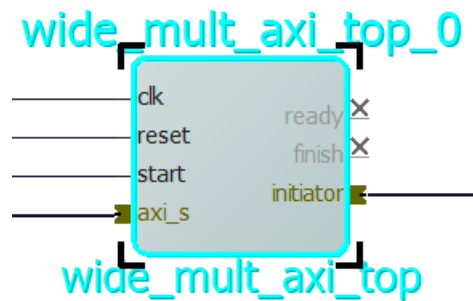 wide_mult_axi_top_0
clk
reset
start
axi_s
ready
finish
initiator
wide_mult_axi_top